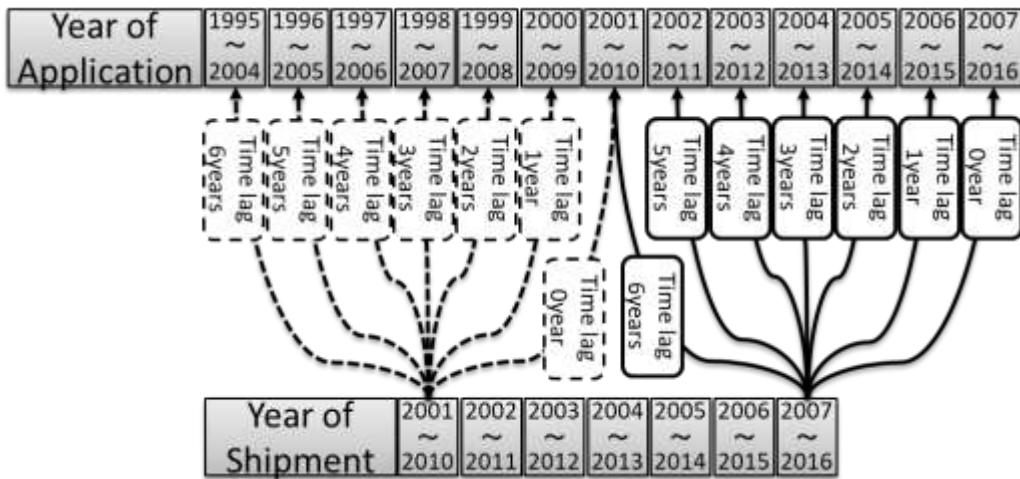 Year of
Application
1995
~
2004
1996
~
2005
1997
~
2006
1998
~
2007
1999
~
2008
2000
~
2009
2001
~
2010
2002
~
2011
2003
~
2012
2004
~
2013
2005
~
2014
2006
~
2015
2007
~
2016
Time lag
6years
Time lag
5years
Time lag
4years
Time lag
3years
Time lag
2years
Time lag
1year
Time lag
0year
Time lag
6years
Time lag
5years
Time lag
4years
Time lag
3years
Time lag
2years
Time lag
1year
Time lag
0year
Year of
Shipment
2001
~
2010
2002
~
2011
2003
~
2012
2004
~
2013
2005
~
2014
2006
~
2015
2007
~
2016